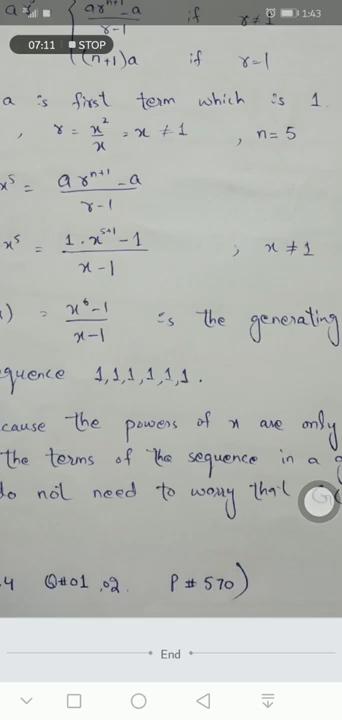 ar^n+1 - a / r-1 if r≠1
07:11 STOP 1:43
(n+1)a if r=1
a is first term which is 1.
, r = x²/x = x ≠ 1 , n=5
x⁵ = a r^n+1 - a / r-1
x⁵ = 1·x^5+1 - 1 / x-1 ; x ≠ 1
) = x⁶-1 / x-1 is the generating
quence 1,1,1,1,1,1.
cause the powers of x are only
the terms of the sequence in a g
do not need to worry that
.4 Q#01,02 P#570)
End